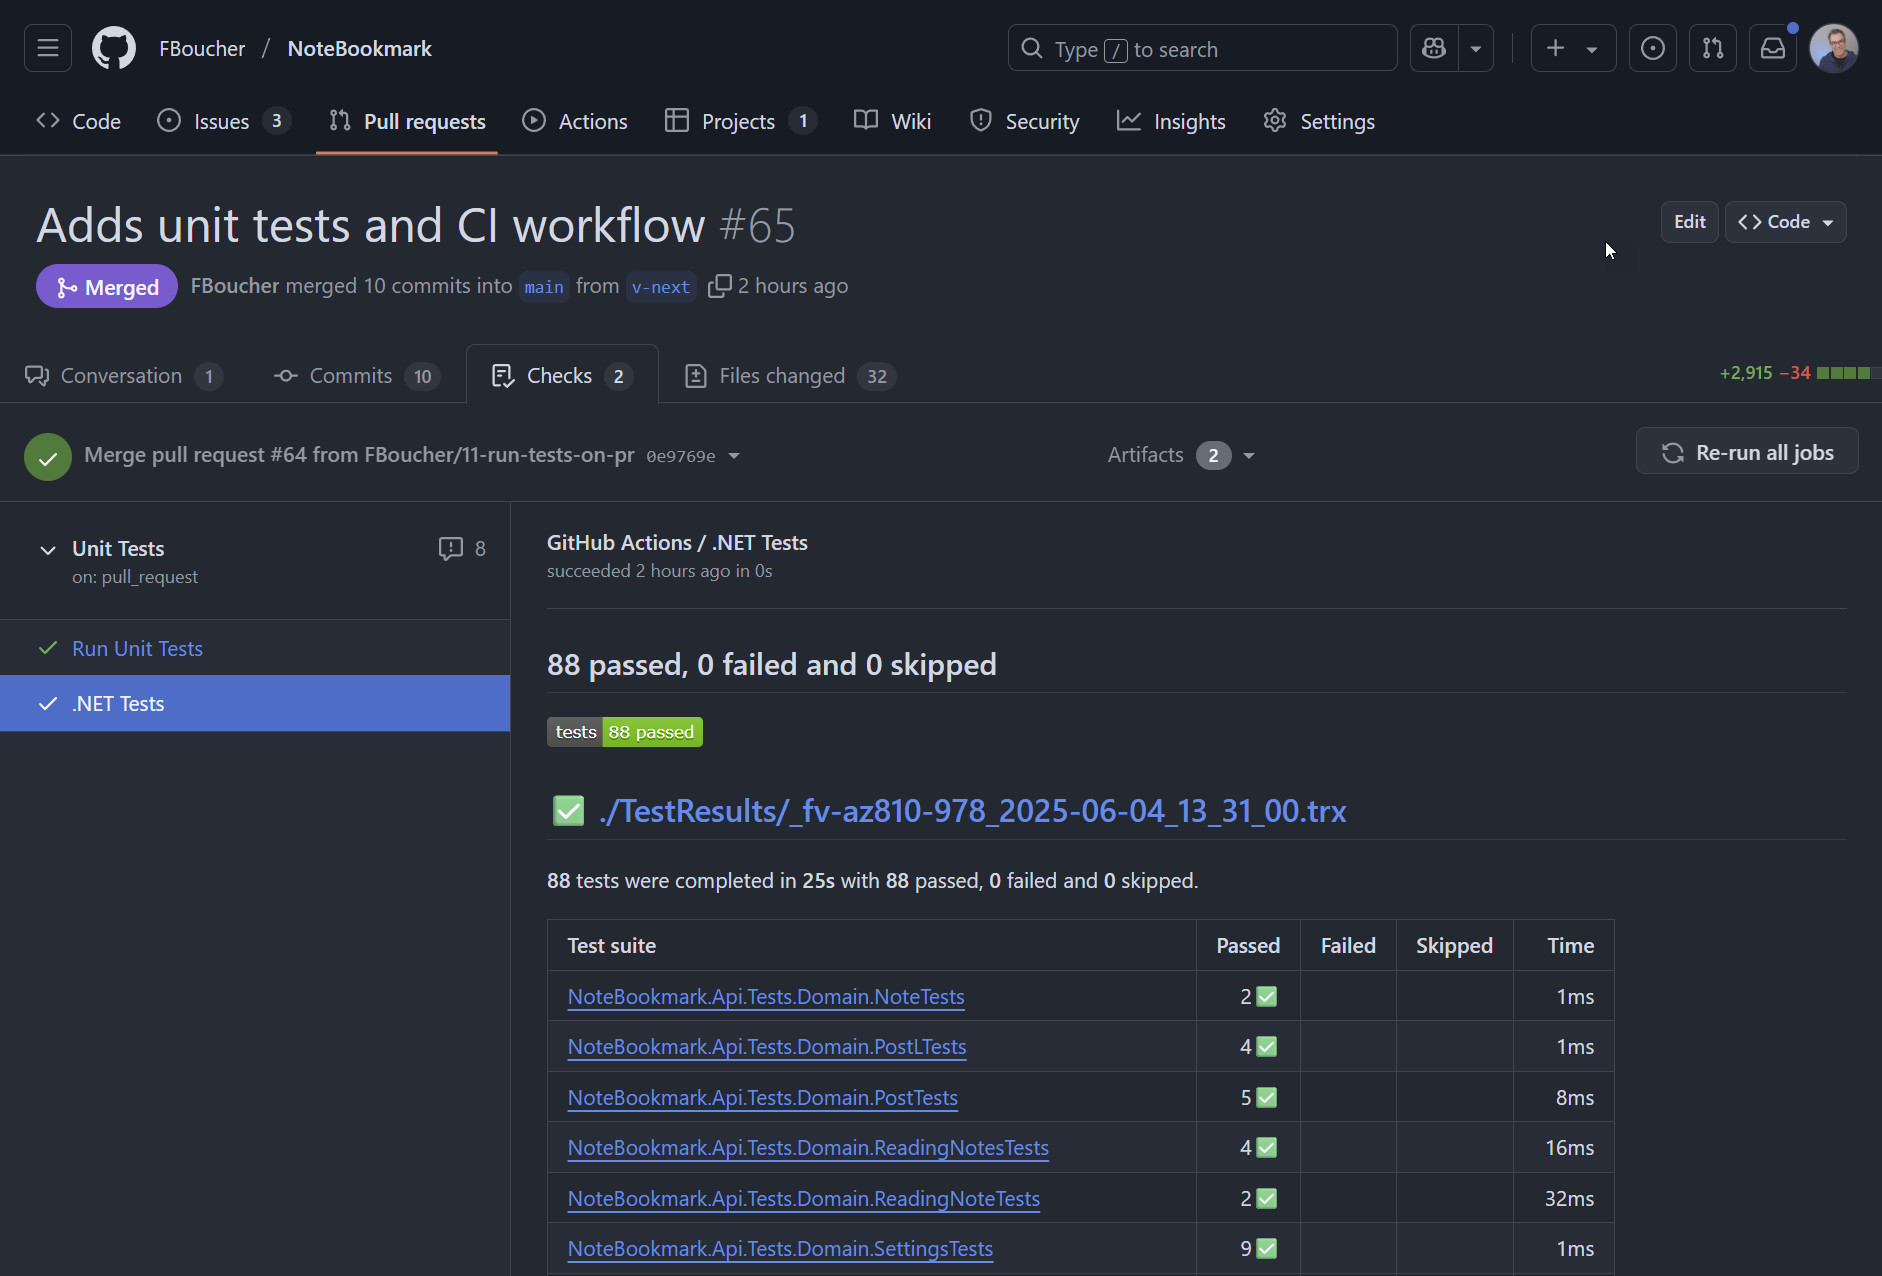 FBoucher / NoteBookmark
Type / to search
Code
Issues 3
Pull requests
Actions
Projects 1
Wiki
Security
Insights
Settings
Adds unit tests and CI workflow #65
Edit
Code
Merged
FBoucher merged 10 commits into main from v-next 2 hours ago
Conversation 1
Commits 10
Checks 2
Files changed 32
+2,915 −34
Merge pull request #64 from FBoucher/11-run-tests-on-pr 0e9769e
Artifacts 2
Re-run all jobs
Unit Tests
8
on: pull_request
Run Unit Tests
.NET Tests
GitHub Actions / .NET Tests
succeeded 2 hours ago in 0s
88 passed, 0 failed and 0 skipped
tests 88 passed
./TestResults/_fv-az810-978_2025-06-04_13_31_00.trx
88 tests were completed in 25s with 88 passed, 0 failed and 0 skipped.
Test suite Passed Failed Skipped Time
NoteBookmark.Api.Tests.Domain.NoteTests 2 1ms
NoteBookmark.Api.Tests.Domain.PostLTests 4 1ms
NoteBookmark.Api.Tests.Domain.PostTests 5 8ms
NoteBookmark.Api.Tests.Domain.ReadingNotesTests 4 16ms
NoteBookmark.Api.Tests.Domain.ReadingNoteTests 2 32ms
NoteBookmark.Api.Tests.Domain.SettingsTests 9 1ms